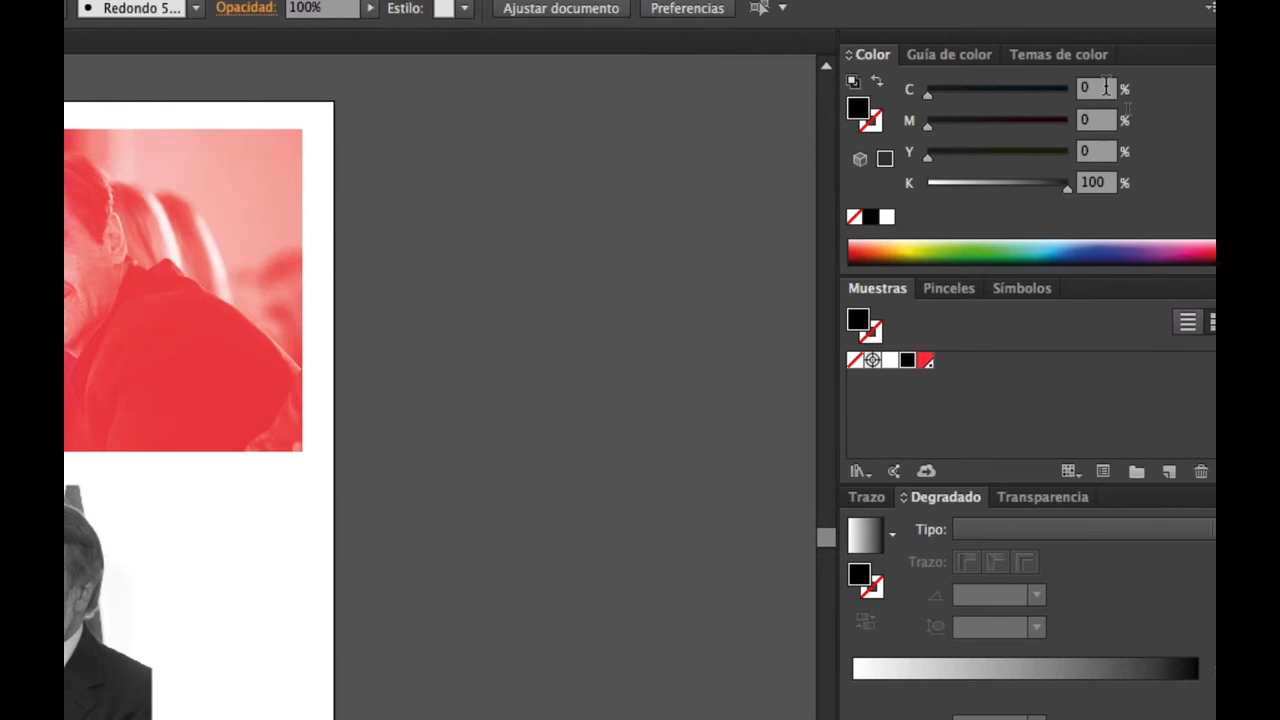 Redondo 5... Opacidad: 100% Estilo: Ajustar documento Preferencias
Color Guía de color Temas de color
C 0 %
M 0 %
Y 0 %
K 100 %
Muestras Pinceles Símbolos
Trazo Degradado Transparencia
Tipo:
Trazo: